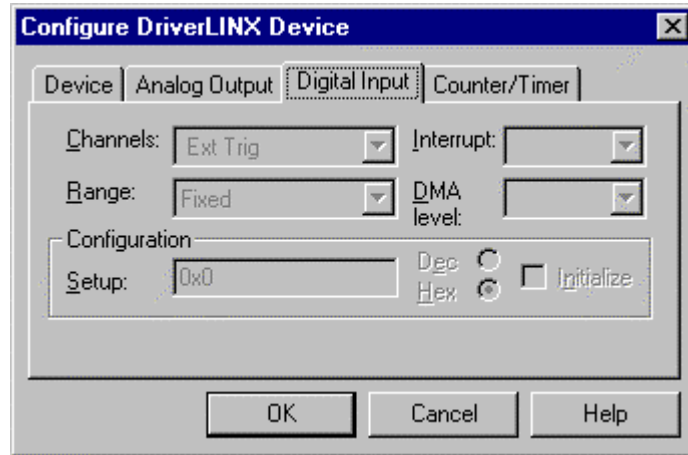 Configure DriverLINX Device
Device Analog Output Digital Input Counter/Timer
Channels: Ext Trig Interrupt:
Range: Fixed DMA level:
Configuration
Setup: 0x0 Dec Hex Initialize
OK Cancel Help